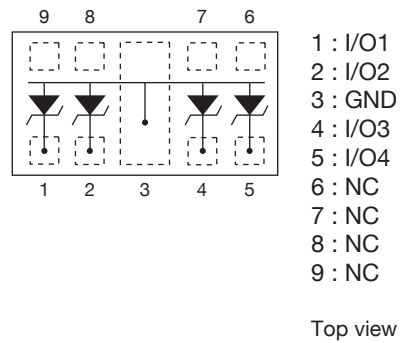 9 8 7 6
1 2 3 4 5
1 : I/O1
2 : I/O2
3 : GND
4 : I/O3
5 : I/O4
6 : NC
7 : NC
8 : NC
9 : NC
Top view